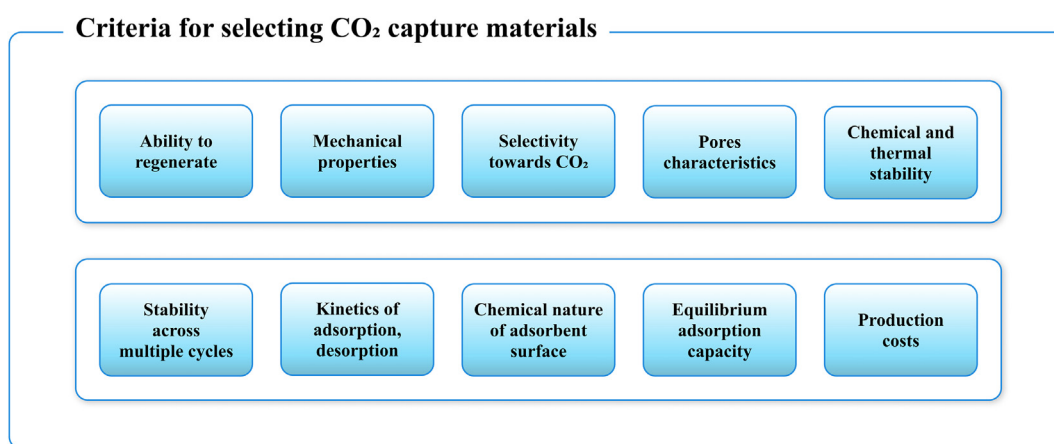 Criteria for selecting CO₂ capture materials
Ability to
regenerate
Mechanical
properties
Selectivity
towards CO₂
Pores
characteristics
Chemical and
thermal
stability
Stability
across
multiple cycles
Kinetics of
adsorption,
desorption
Chemical nature
of adsorbent
surface
Equilibrium
adsorption
capacity
Production
costs